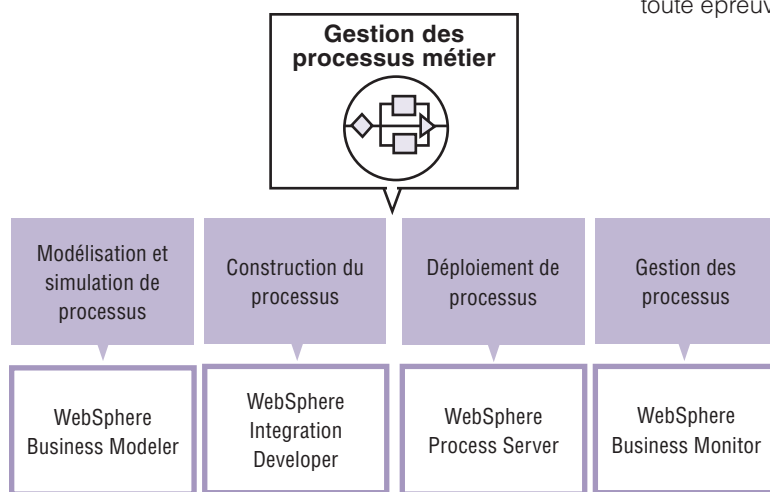 Gestion des
processus métier
Modélisation et
simulation de
processus
Construction du
processus
Déploiement de
processus
Gestion des
processus
WebSphere
Business Modeler
WebSphere
Integration
Developer
WebSphere
Process Server
WebSphere
Business Monitor